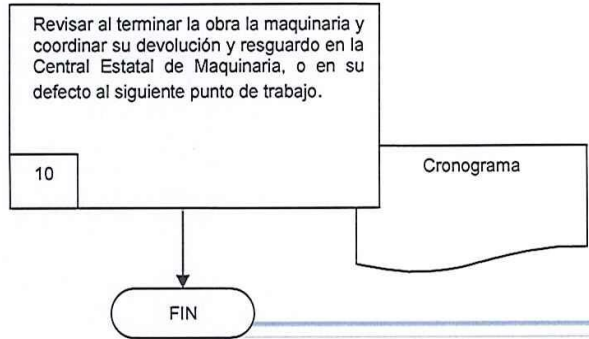 Revisar al terminar la obra la maquinaria y
coordinar su devolución y resguardo en la
Central Estatal de Maquinaria, o en su
defecto al siguiente punto de trabajo.
10
Cronograma
FIN